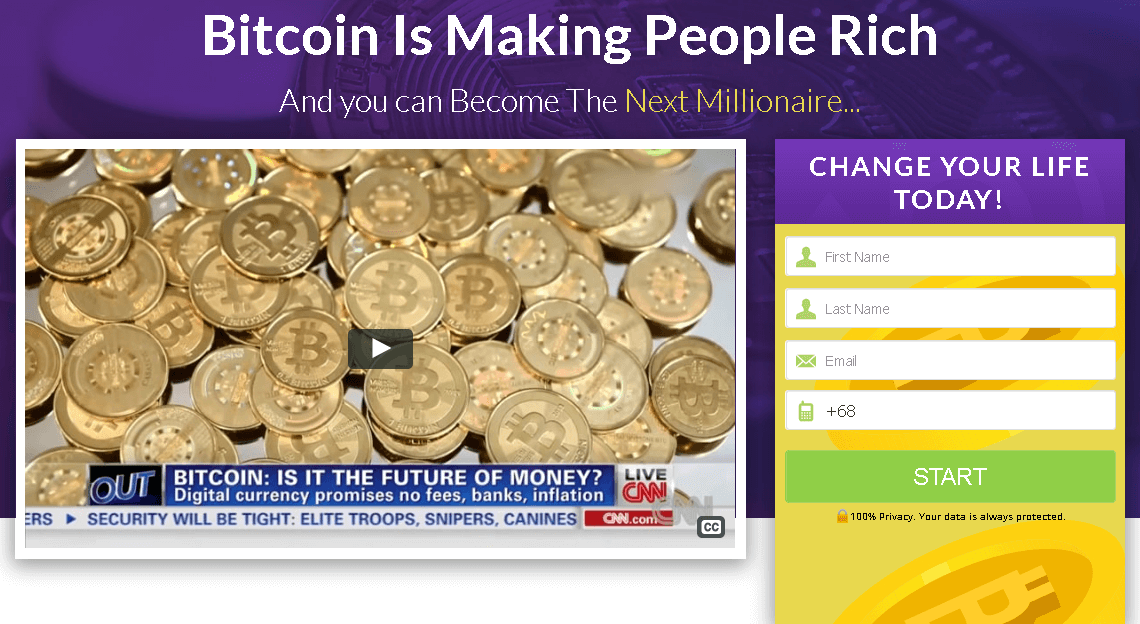 Bitcoin Is Making People Rich
And you can Become The Next Millionaire...
OUT
BITCOIN: IS IT THE FUTURE OF MONEY?
Digital currency promises no fees, banks, inflation
LIVE
CNN
ERS ► SECURITY WILL BE TIGHT: ELITE TROOPS, SNIPERS, CANINES
CNN.com
CC
CHANGE YOUR LIFE
TODAY!
First Name
Last Name
Email
+68
START
100% Privacy. Your data is always protected.